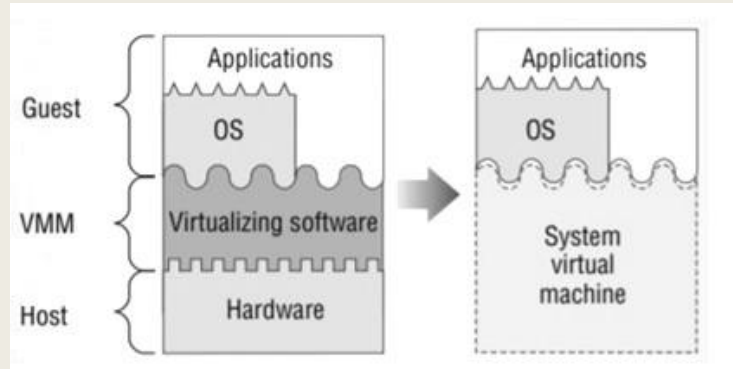 Guest
VMM
Host
Applications
OS
Virtualizing software
Hardware
Applications
OS
System
virtual
machine